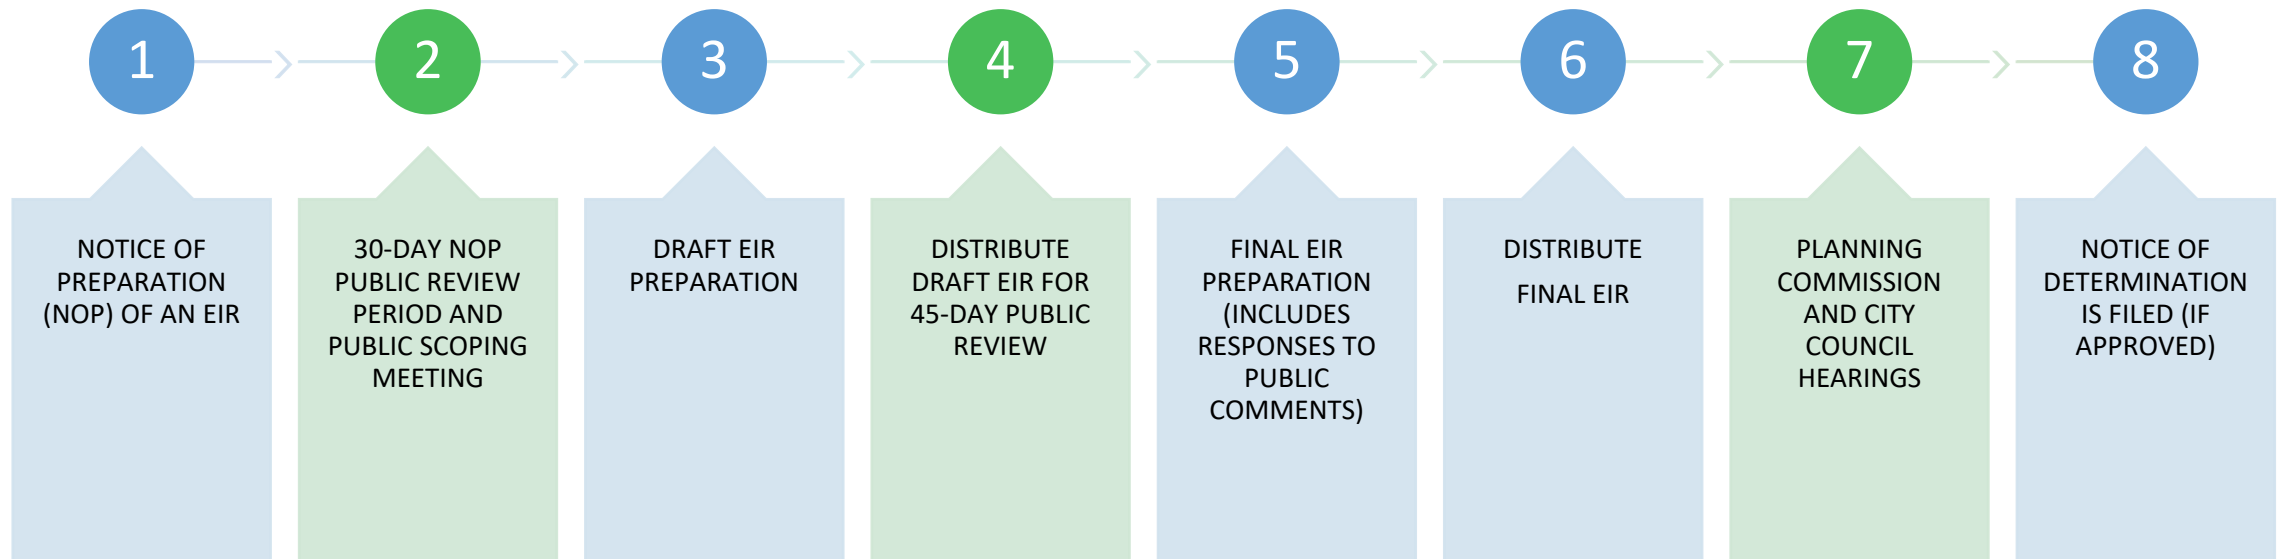 1
2
3
4
5
6
7
8
NOTICE OF
PREPARATION
(NOP) OF AN EIR
30-DAY NOP
PUBLIC REVIEW
PERIOD AND
PUBLIC SCOPING
MEETING
DRAFT EIR
PREPARATION
DISTRIBUTE
DRAFT EIR FOR
45-DAY PUBLIC
REVIEW
FINAL EIR
PREPARATION
(INCLUDES
RESPONSES TO
PUBLIC
COMMENTS)
DISTRIBUTE
FINAL EIR
PLANNING
COMMISSION
AND CITY
COUNCIL
HEARINGS
NOTICE OF
DETERMINATION
IS FILED (IF
APPROVED)